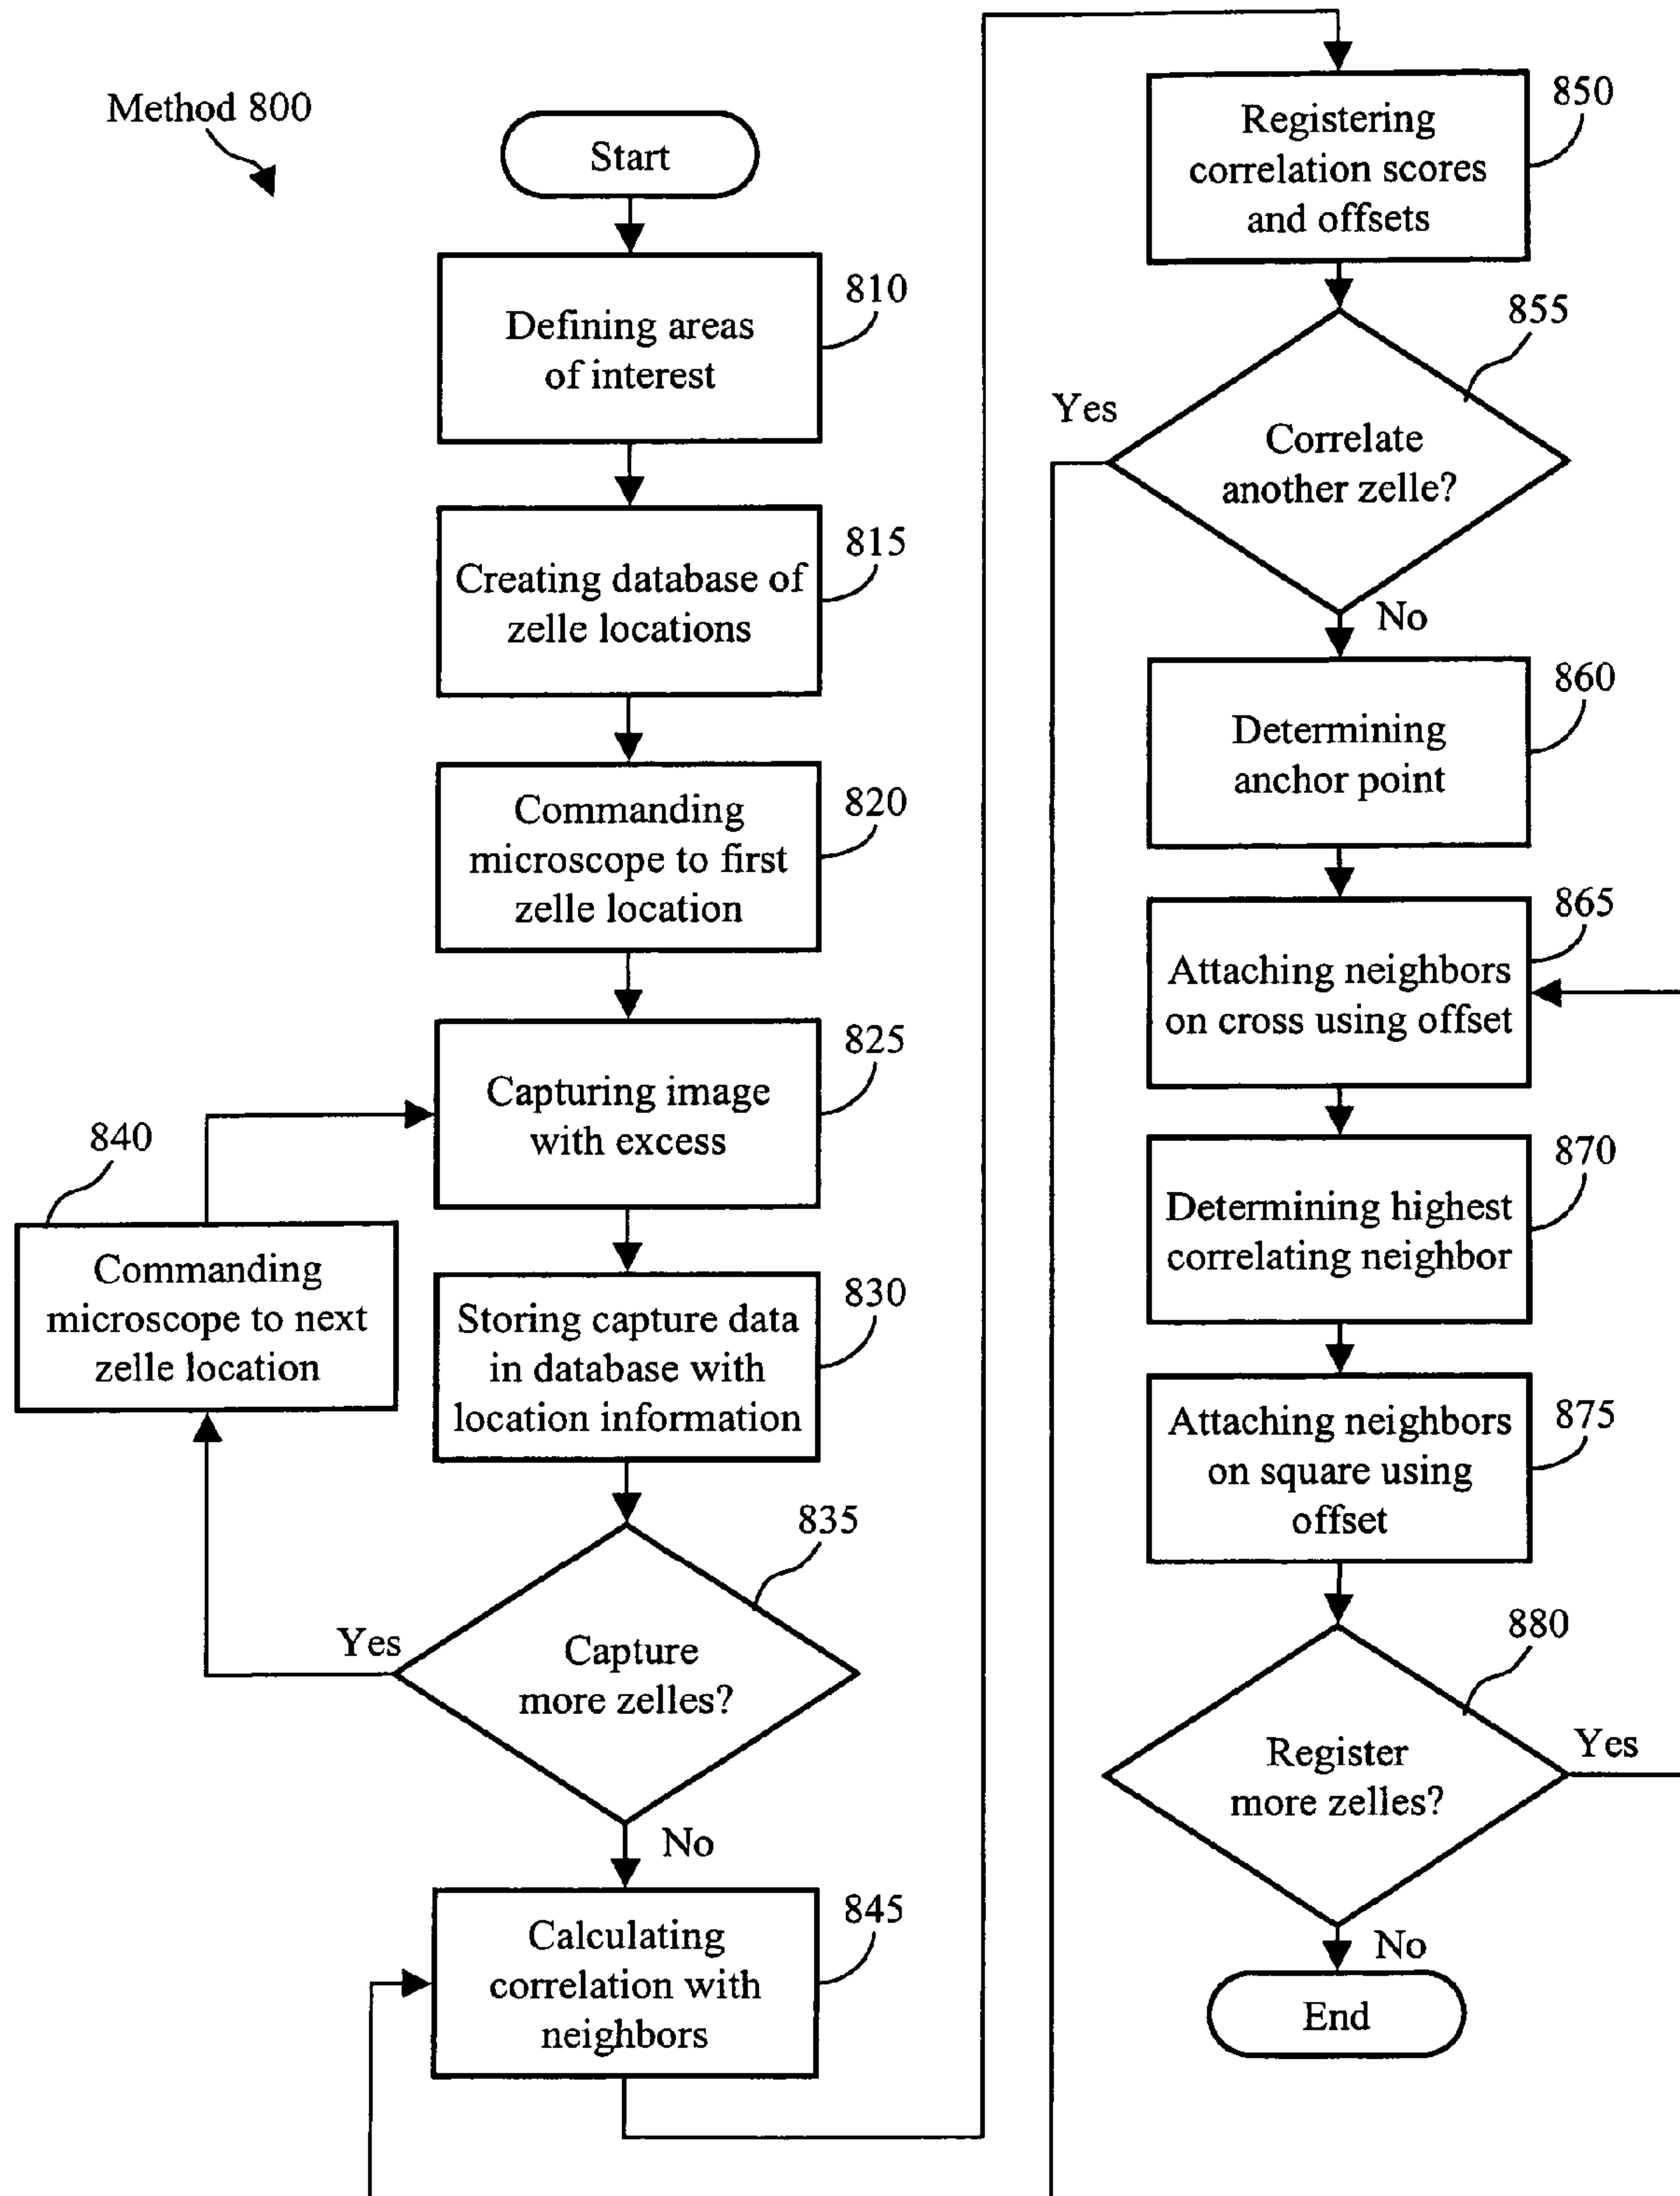 Method 800
Start
810
Defining areas
of interest
815
Creating database of
zelle locations
820
Commanding
microscope to first
zelle location
825
Capturing image
with excess
840
Commanding
microscope to next
zelle location
830
Storing capture data
in database with
location information
835
Yes
Capture
more zelles?
No
845
Calculating
correlation with
neighbors
850
Registering
correlation scores
and offsets
855
Yes
Correlate
another zelle?
No
860
Determining
anchor point
865
Attaching neighbors
on cross using offset
870
Determining highest
correlating neighbor
875
Attaching neighbors
on square using
offset
880
Register
more zelles?
Yes
No
End